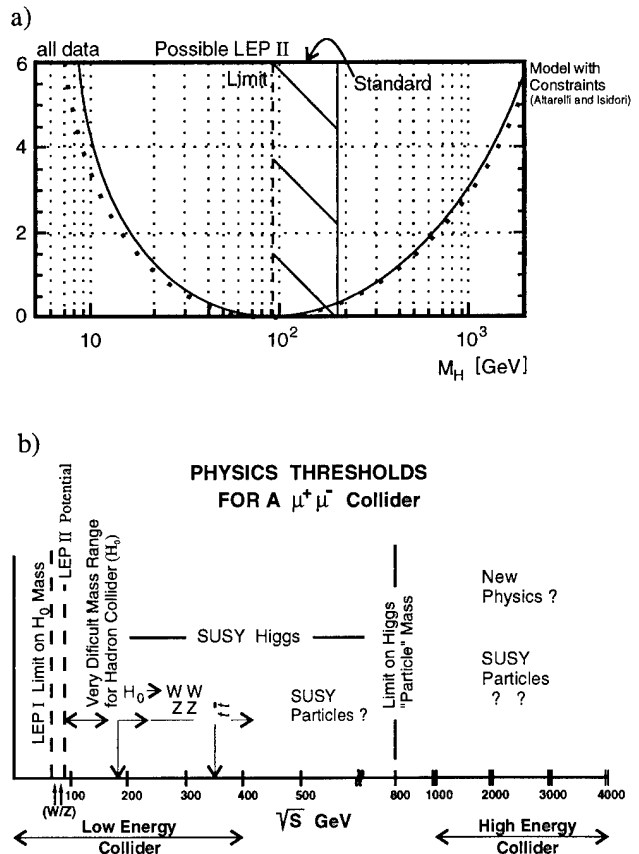 a)
all data
Possible LEP II
Limit
Standard
Model with
Constraints
(Altarelli and Isidori)
6
4
2
0
10
10²
10³
M_H [GeV]
b)
PHYSICS THRESHOLDS
FOR A μ⁺μ⁻ Collider
LEP I Limit on H₀ Mass
LEP II Potential
Very Dificult Mass Range
for Hadron Collider (H₀)
SUSY Higgs
H₀ → W W
Z Z
t t̄
SUSY
Particles ?
Limit on Higgs
"Particle" Mass
New
Physics ?
SUSY
Particles
? ?
100 200 300 400 500 800 1000 2000 3000 4000
(W/Z)
√S GeV
Low Energy
Collider
High Energy
Collider